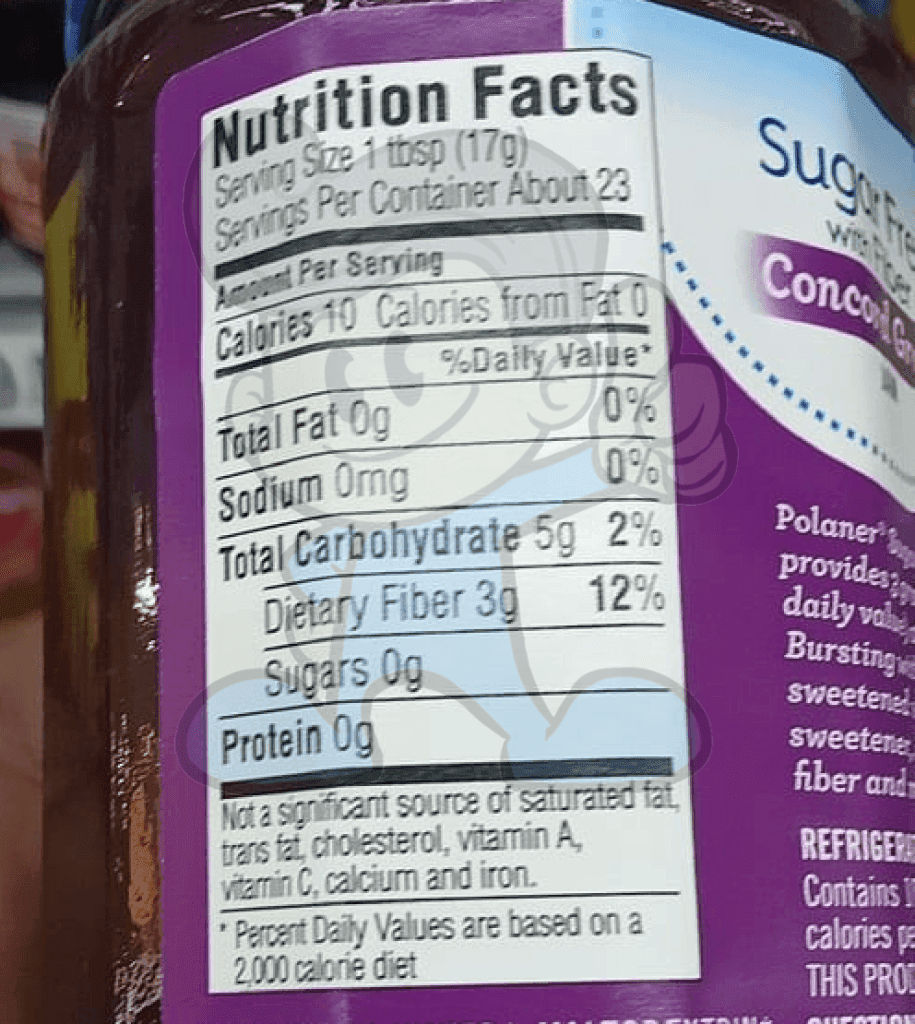 Nutrition Facts
Serving Size 1 tbsp (17g)
Servings Per Container About 23
Amount Per Serving
Calories 10 Calories from Fat 0
%Daily Value*
Total Fat 0g 0%
Sodium 0mg 0%
Total Carbohydrate 5g 2%
Dietary Fiber 3g 12%
Sugars 0g
Protein 0g
Not a significant source of saturated fat,
trans fat, cholesterol, vitamin A,
vitamin C, calcium and iron.
* Percent Daily Values are based on a
2,000 calorie diet
Sugar Free
with Fiber
Concord
Polaner®
provides
daily
Bursting
sweetened
sweetener
fiber and
Contains
calories
THIS